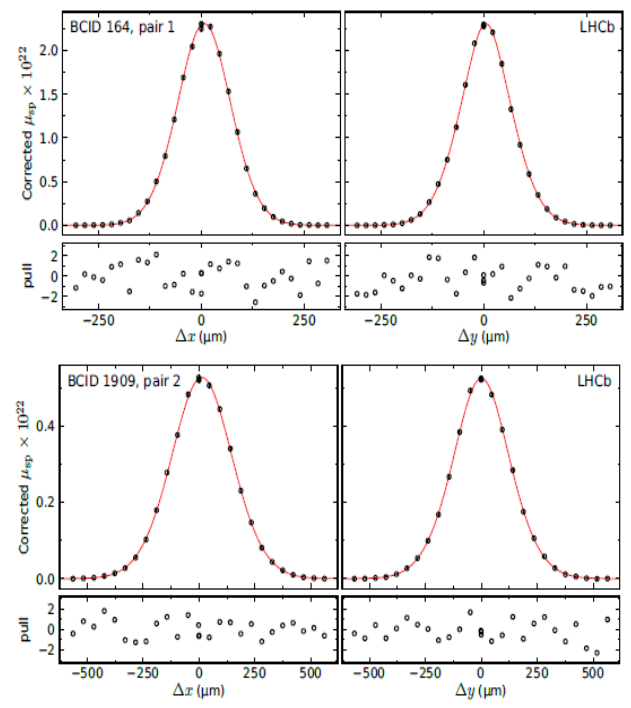 BCID 164, pair 1
LHCb
Corrected μsp × 10²²
2.0
1.5
1.0
0.5
0.0
pull
2
0
−2
−250 0 250
−250 0 250
Δx (μm)
Δy (μm)
BCID 1909, pair 2
LHCb
Corrected μsp × 10²²
0.4
0.2
0.0
pull
2
0
−2
−500 −250 0 250 500
−500 −250 0 250 500
Δx (μm)
Δy (μm)